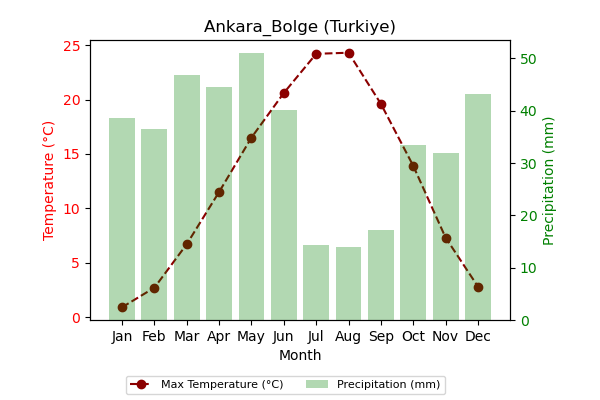 Ankara_Bolge (Turkiye)
25
20
15
10
5
0
Temperature (°C)
50
40
30
20
10
0
Precipitation (mm)
Jan Feb Mar Apr May Jun Jul Aug Sep Oct Nov Dec
Month
Max Temperature (°C) Precipitation (mm)